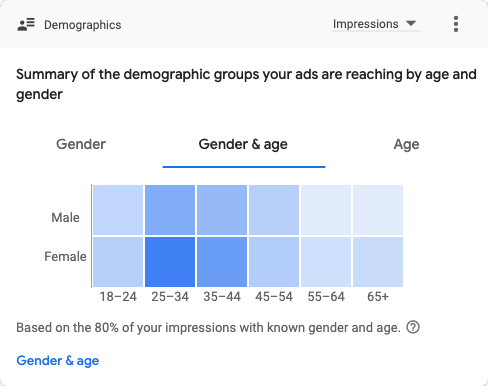 Demographics
Impressions
Summary of the demographic groups your ads are reaching by age and
gender
Gender
Gender & age
Age
Male
Female
18–24 25–34 35–44 45–54 55–64 65+
Based on the 80% of your impressions with known gender and age.
Gender & age